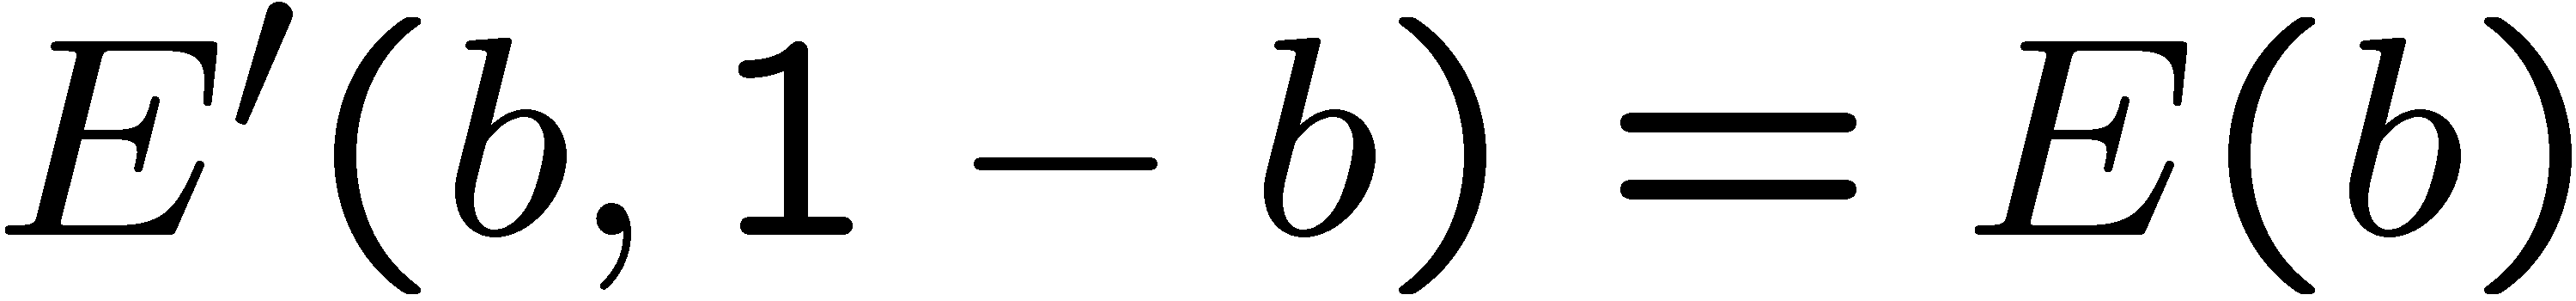 E′(b, 1 − b) = E(b)